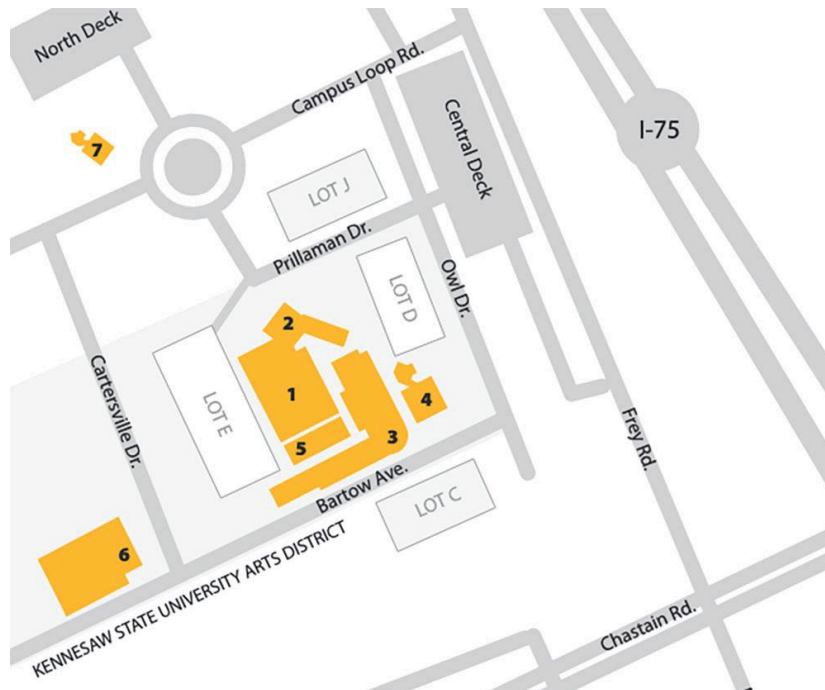 North Deck
Campus Loop Rd.
I-75
Central Deck
7
LOT J
Prillaman Dr.
Owl Dr.
LOT D
2
Cartersville Dr.
LOT E
1
4
3
5
Frey Rd.
Bartow Ave.
LOT C
6
KENNESAW STATE UNIVERSITY ARTS DISTRICT
Chastain Rd.